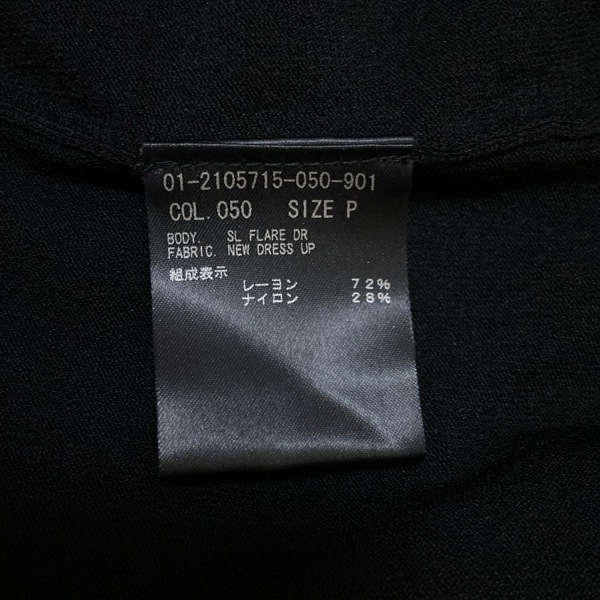 01-2105715-050-901
COL.050 SIZE P
BODY. SL FLARE DR
FABRIC. NEW DRESS UP
組成表示
レーヨン 72%
ナイロン 28%